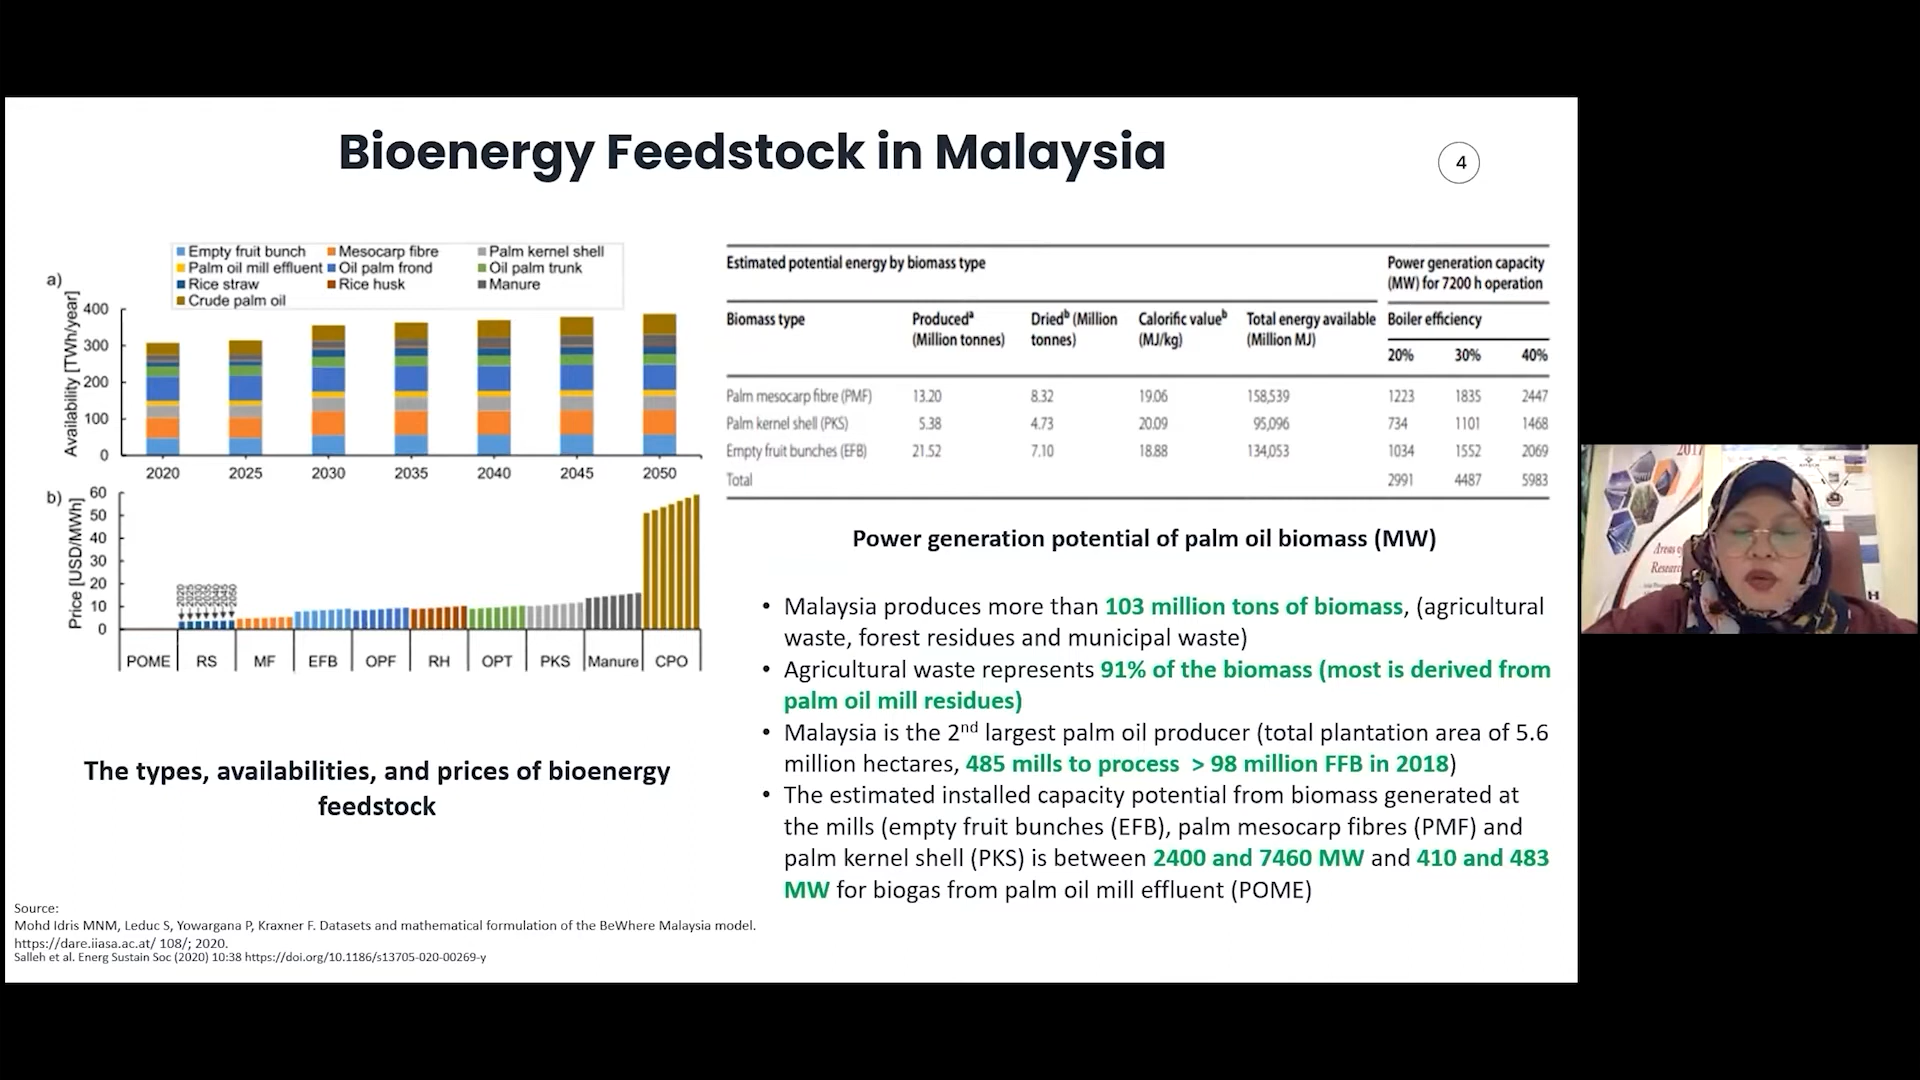 Bioenergy Feedstock in Malaysia
4
Empty fruit bunch Mesocarp fibre Palm kernel shell
Palm oil mill effluent Oil palm frond Oil palm trunk
Rice straw Rice husk Manure
Crude palm oil
a)
Availability [TWh/year]
400
300
200
100
0
2020 2025 2030 2035 2040 2045 2050
b)
Price [USD/MWh]
60
50
40
30
20
10
0
2020 2025 2030 2035 2040 2045 2050
POME RS MF EFB OPF RH OPT PKS Manure CPO
The types, availabilities, and prices of bioenergy
feedstock
Source:
Mohd Idris MNM, Leduc S, Yowargana P, Kraxner F. Datasets and mathematical formulation of the BeWhere Malaysia model.
https://dare.iiasa.ac.at/ 108/; 2020.
Salleh et al. Energ Sustain Soc (2020) 10:38 https://doi.org/10.1186/s13705-020-00269-y
Estimated potential energy by biomass type Power generation capacity
(MW) for 7200 h operation
Biomass type Producedᵃ Driedᵇ (Million Calorific valueᵇ Total energy available Boiler efficiency
(Million tonnes) tonnes) (MJ/kg) (Million MJ)
20% 30% 40%
Palm mesocarp fibre (PMF) 13.20 8.32 19.06 158,539 1223 1835 2447
Palm kernel shell (PKS) 5.38 4.73 20.09 95,096 734 1101 1468
Empty fruit bunches (EFB) 21.52 7.10 18.88 134,053 1034 1552 2069
Total 2991 4487 5983
Power generation potential of palm oil biomass (MW)
• Malaysia produces more than 103 million tons of biomass, (agricultural
waste, forest residues and municipal waste)
• Agricultural waste represents 91% of the biomass (most is derived from
palm oil mill residues)
• Malaysia is the 2nd largest palm oil producer (total plantation area of 5.6
million hectares, 485 mills to process > 98 million FFB in 2018)
• The estimated installed capacity potential from biomass generated at
the mills (empty fruit bunches (EFB), palm mesocarp fibres (PMF) and
palm kernel shell (PKS) is between 2400 and 7460 MW and 410 and 483
MW for biogas from palm oil mill effluent (POME)
2017
Areas of
Research